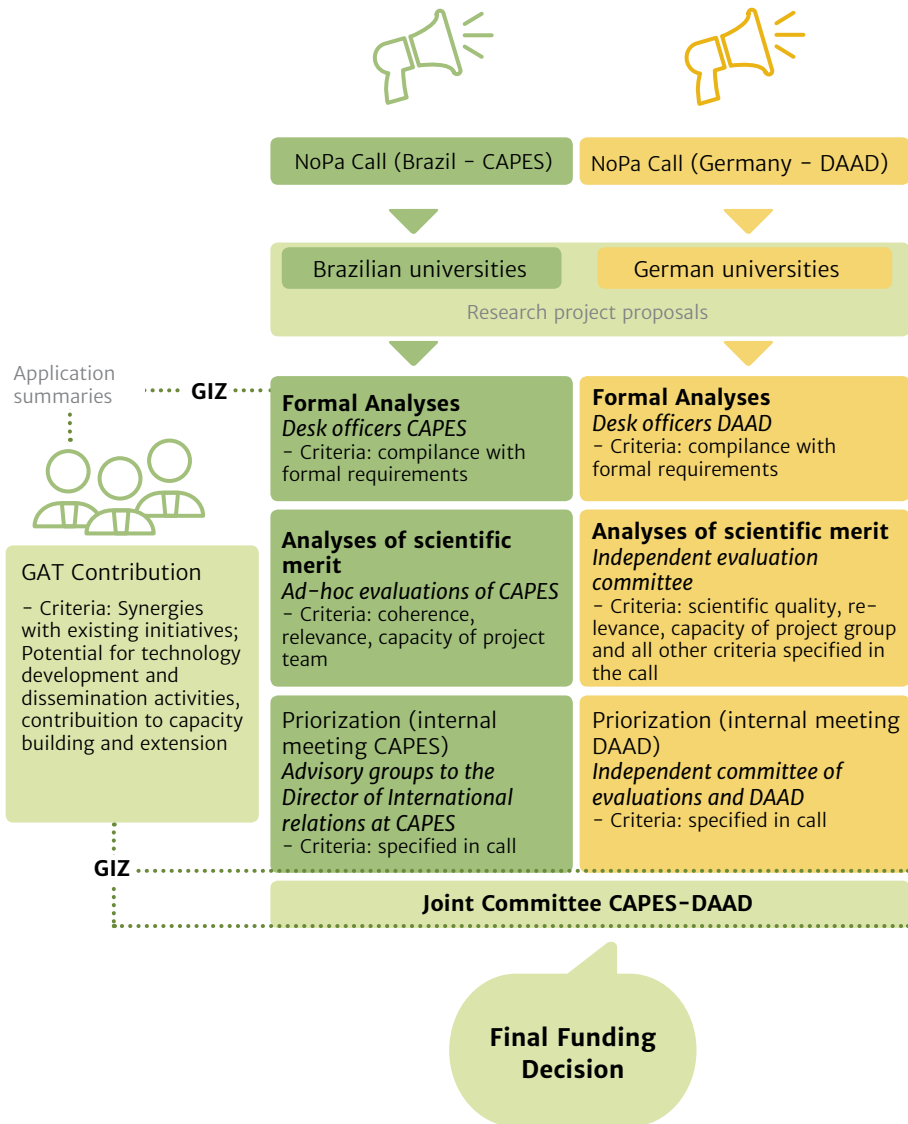 NoPa Call (Brazil - CAPES)
NoPa Call (Germany - DAAD)
Brazilian universities
German universities
Research project proposals
Application
summaries
GIZ
Formal Analyses
Desk officers CAPES
- Criteria: compilance with
formal requirements
Formal Analyses
Desk officers DAAD
- Criteria: compilance with
formal requirements
GAT Contribution
- Criteria: Synergies
with existing initiatives;
Potential for technology
development and
dissemination activities,
contribuition to capacity
building and extension
Analyses of scientific
merit
Ad-hoc evaluations of CAPES
- Criteria: coherence,
relevance, capacity of project
team
Analyses of scientific merit
Independent evaluation
committee
- Criteria: scientific quality, re-
levance, capacity of project group
and all other criteria specified in
the call
Priorization (internal
meeting CAPES)
Advisory groups to the
Director of International
relations at CAPES
- Criteria: specified in call
Priorization (internal meeting
DAAD)
Independent committee of
evaluations and DAAD
- Criteria: specified in call
GIZ
Joint Committee CAPES-DAAD
Final Funding
Decision